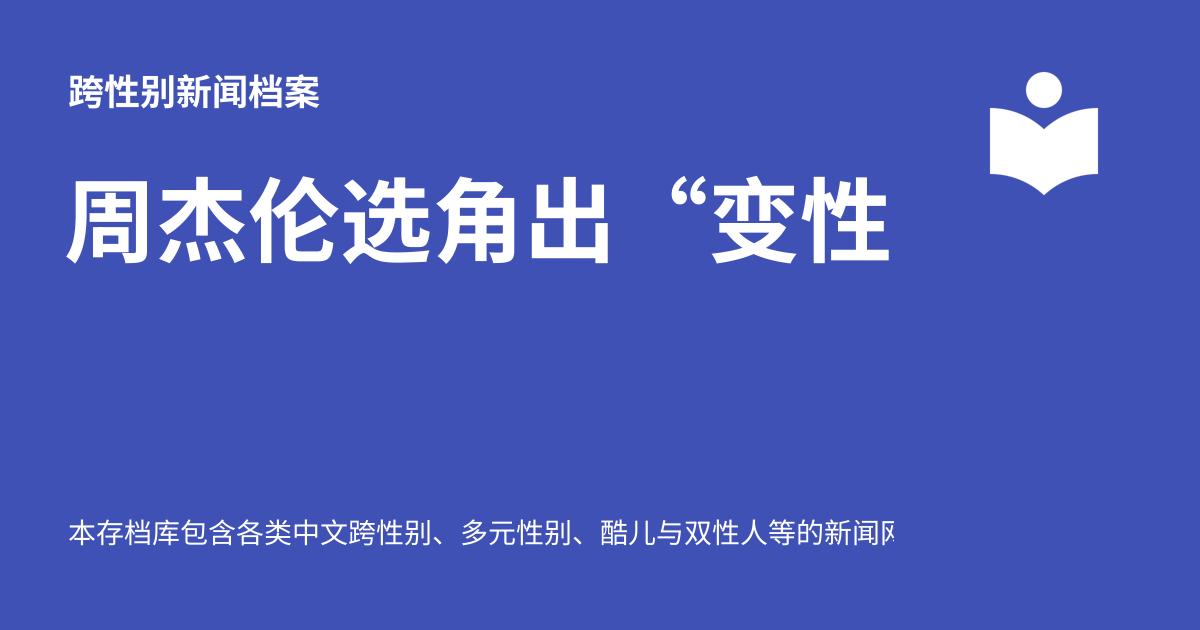 跨性别新闻档案
周杰伦选角出“变性
本存档库包含各类中文跨性别、多元性别、酷儿与双性人等的新闻